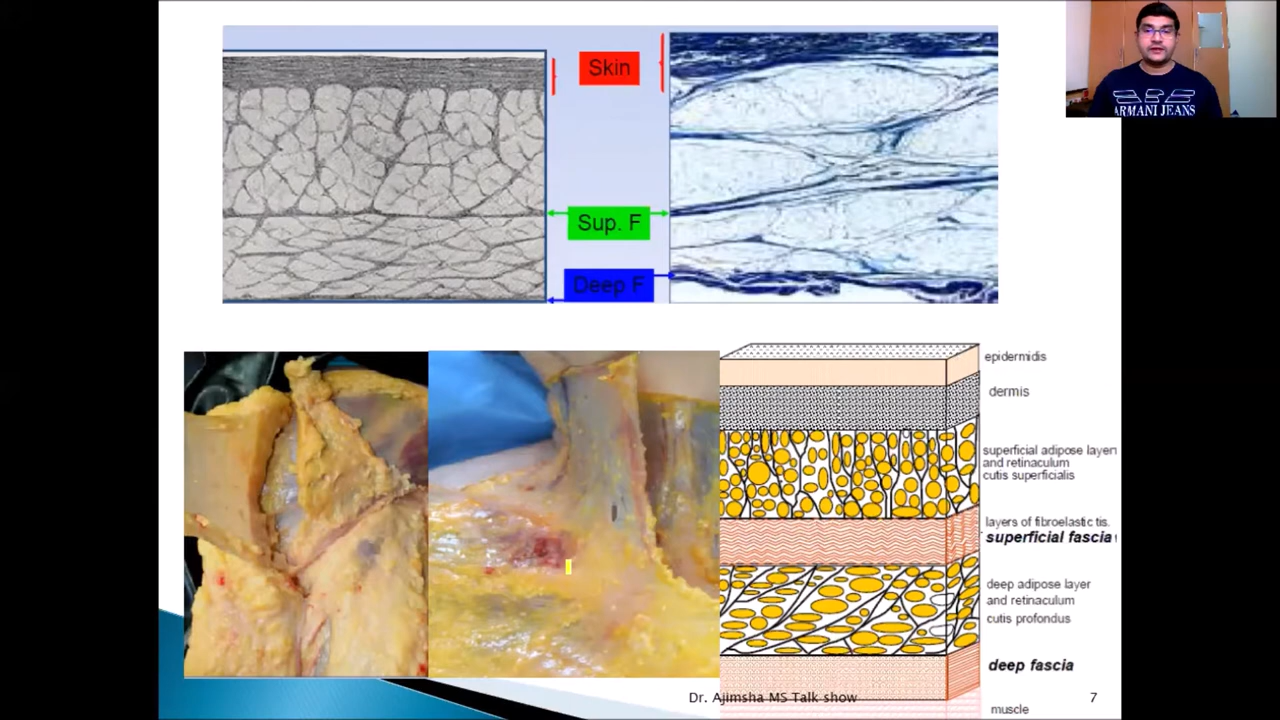 Skin
Sup. F
Deep F
ARMANI JEANS
epidermidis
dermis
superficial adipose layer
and retinaculum
cutis superficialis
layers of fibroelastic tis.
superficial fascia
deep adipose layer
and retinaculum
cutis profondus
deep fascia
muscle
Dr. Ajimsha MS Talk show
7